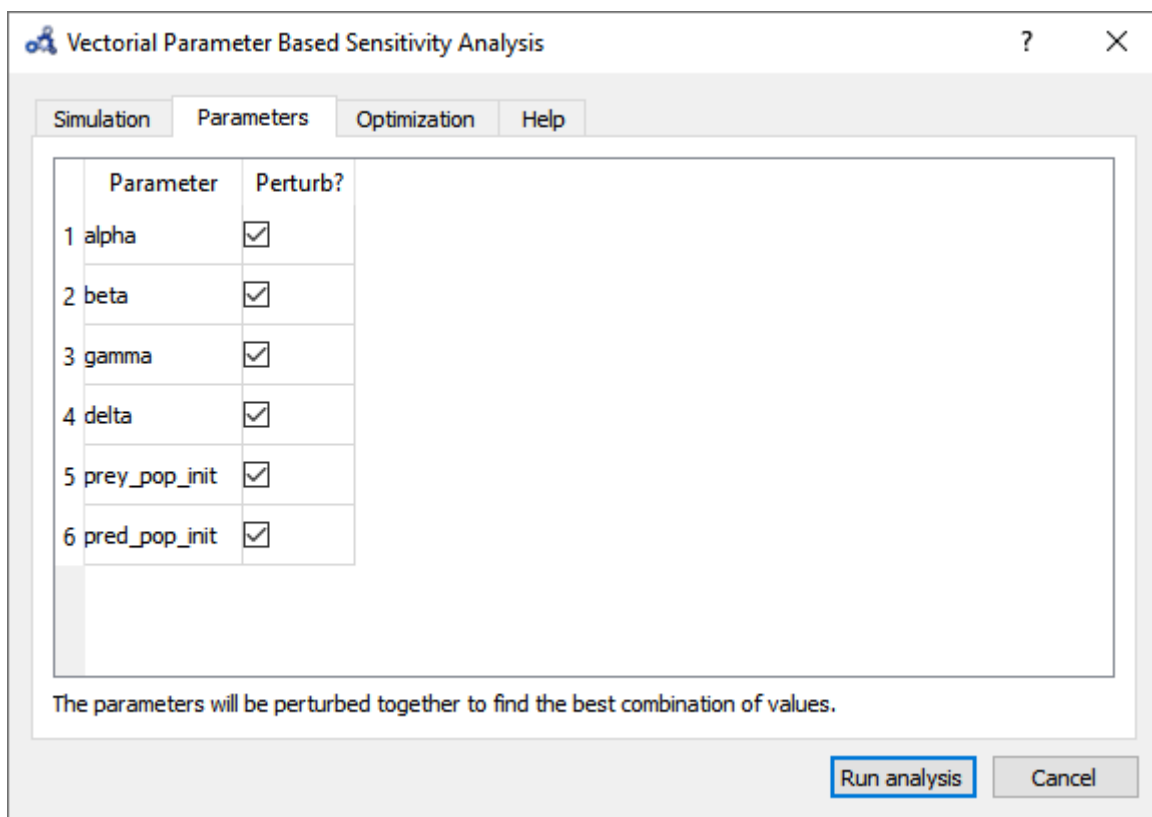 Vectorial Parameter Based Sensitivity Analysis ?
Simulation Parameters Optimization Help
Parameter Perturb?
1 alpha
2 beta
3 gamma
4 delta
5 prey_pop_init
6 pred_pop_init
The parameters will be perturbed together to find the best combination of values.
Run analysis Cancel